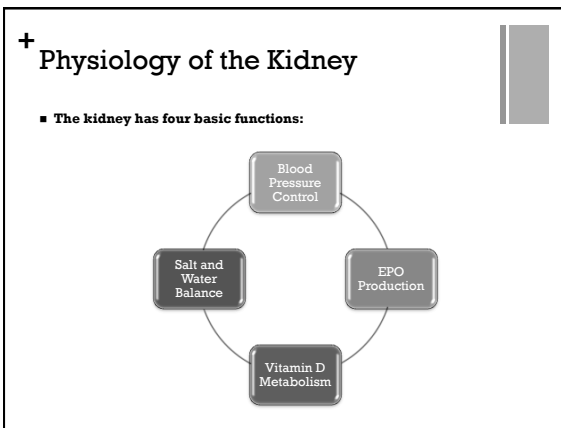 +
Physiology of the Kidney
■ The kidney has four basic functions:
Blood
Pressure
Control
EPO
Production
Vitamin D
Metabolism
Salt and
Water
Balance